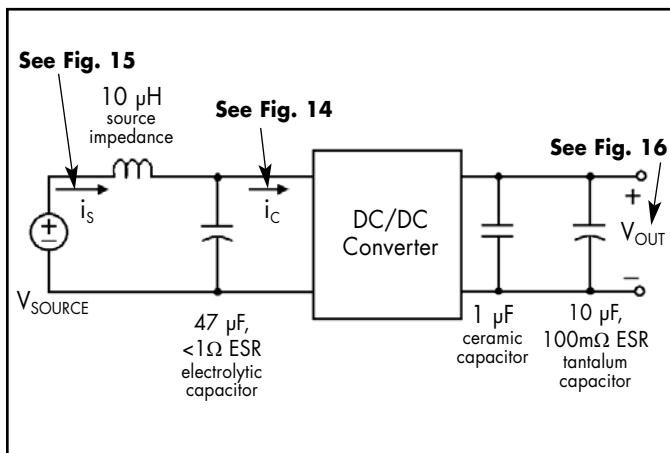 See Fig. 15
10 µH
source
impedance
See Fig. 14
See Fig. 16
iS
iC
DC/DC
Converter
+
VOUT
−
+
−
VSOURCE
47 µF,
<1Ω ESR
electrolytic
capacitor
1 µF
ceramic
capacitor
10 µF,
100mΩ ESR
tantalum
capacitor